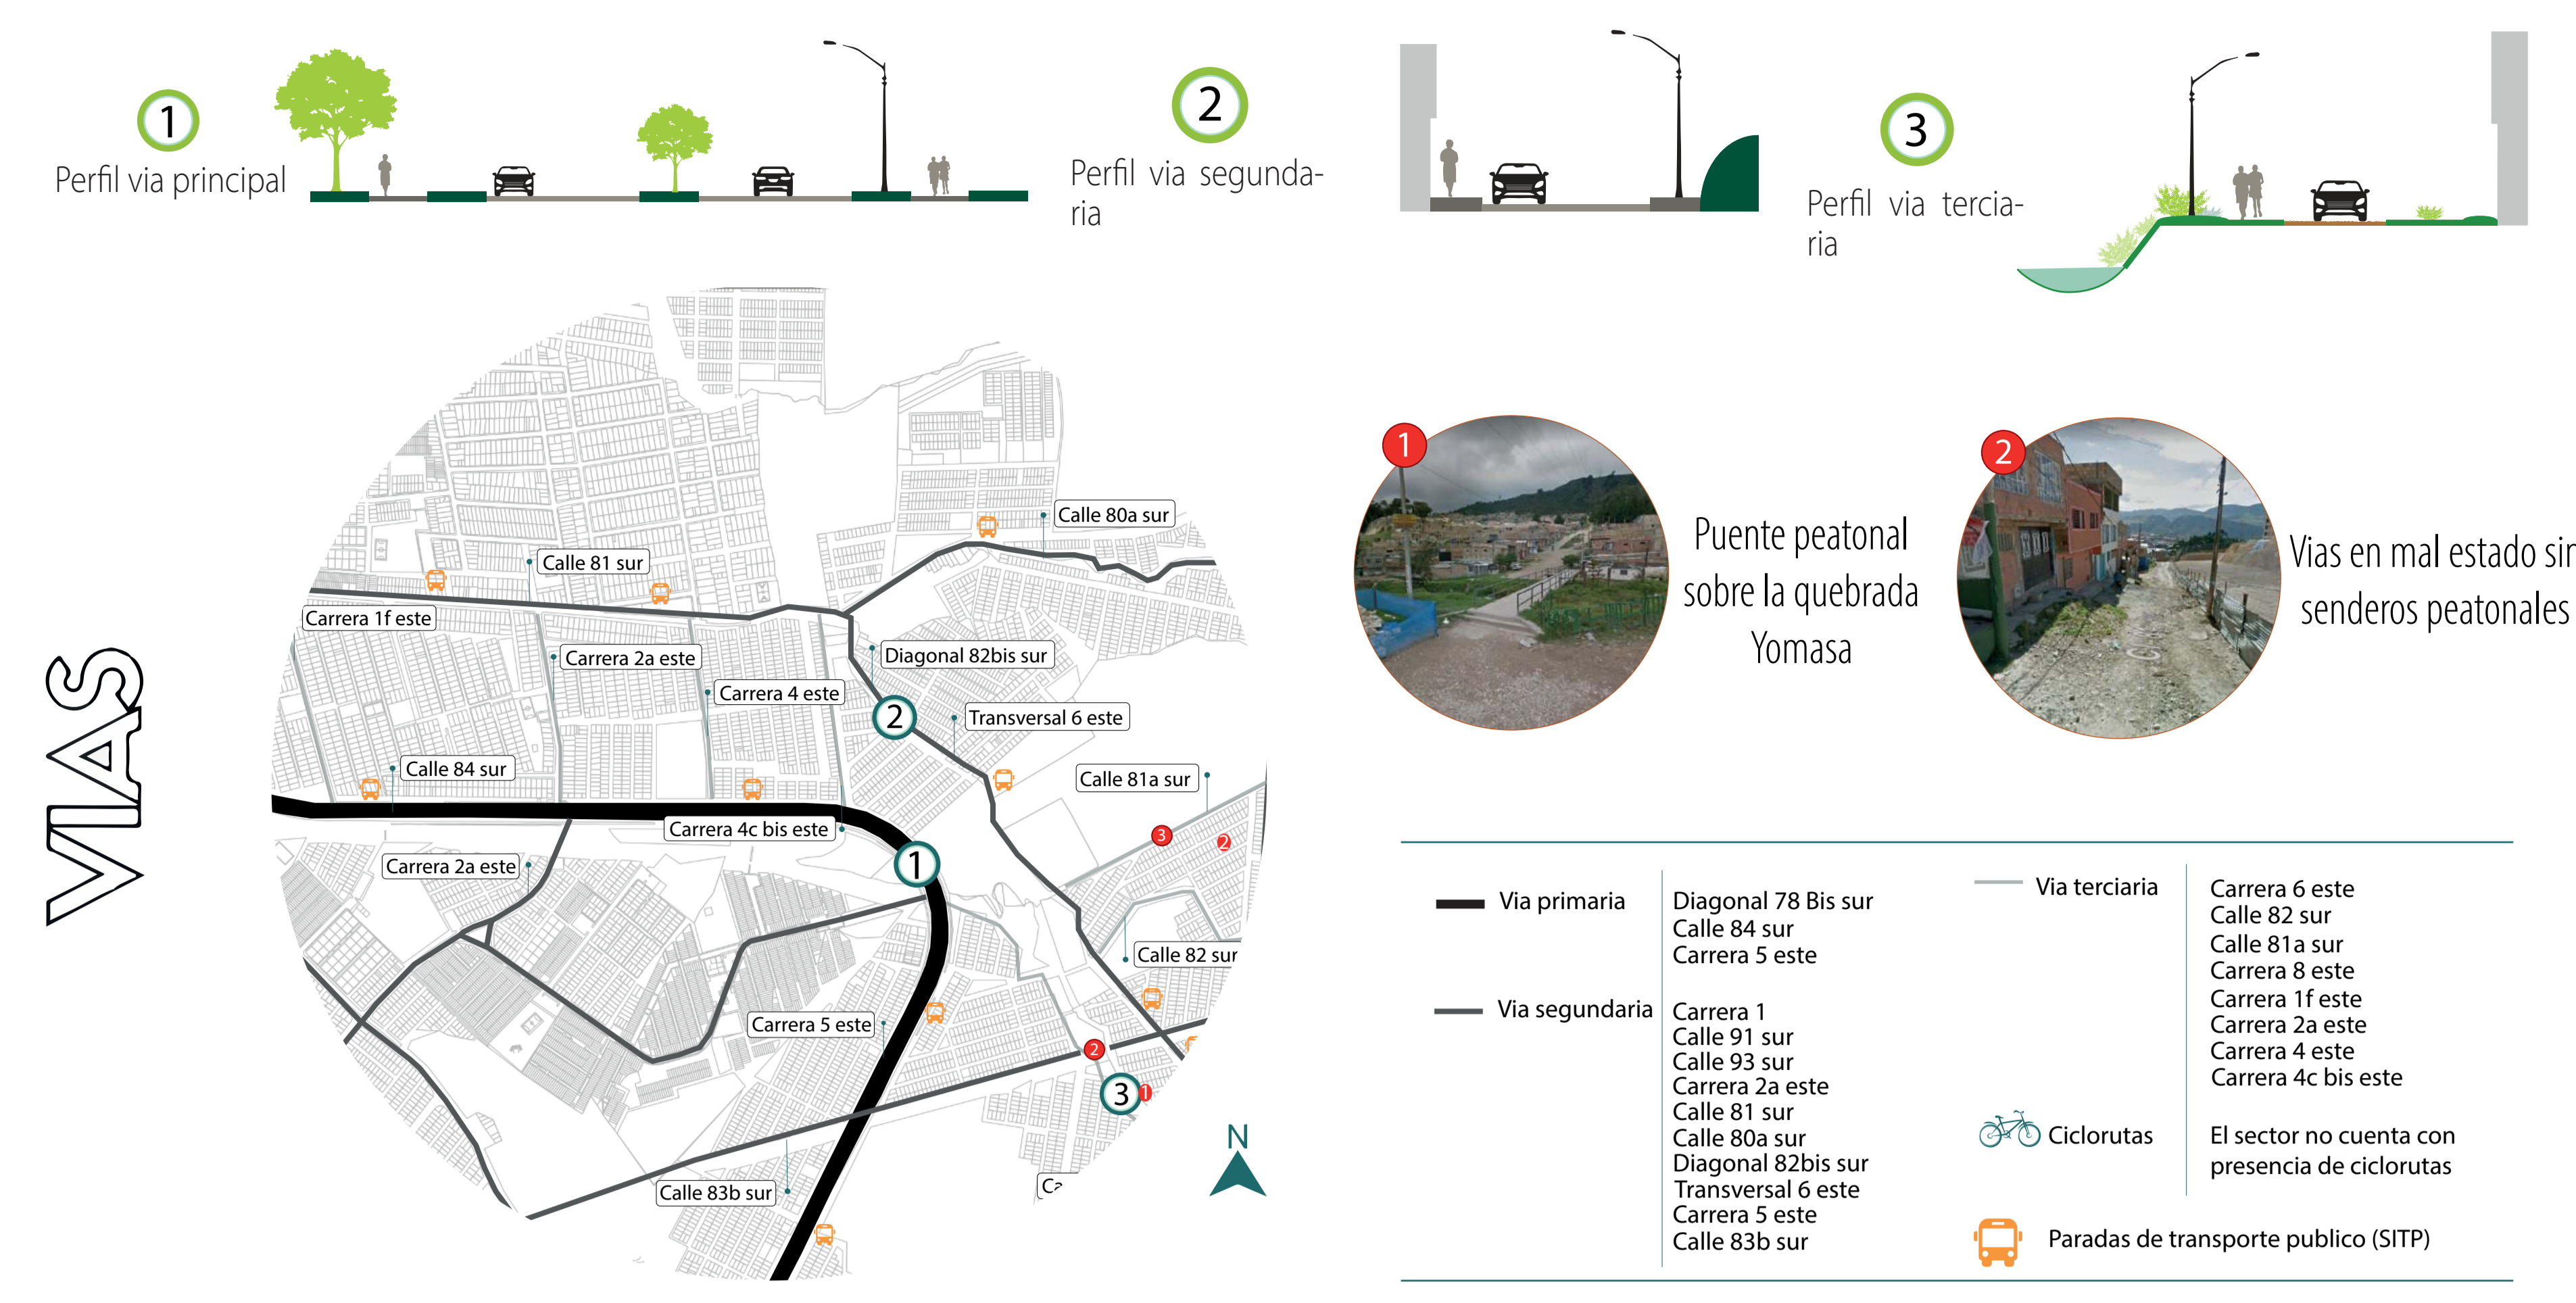 1
Perfil via principal
2
Perfil via segunda-
ria
3
Perfil via tercia-
ria
VIAS
Calle 80a sur
Calle 81 sur
Carrera 1f este
Carrera 2a este
Diagonal 82bis sur
Carrera 4 este
2
Transversal 6 este
Calle 84 sur
Calle 81a sur
Carrera 4c bis este
3
2
1
Carrera 2a este
Calle 82 sur
Carrera 5 este
2
3
1
Calle 83b sur
N
1
Puente peatonal
sobre la quebrada
Yomasa
2
Vias en mal estado sin
senderos peatonales
Via primaria
Diagonal 78 Bis sur
Calle 84 sur
Carrera 5 este
Via segundaria
Carrera 1
Calle 91 sur
Calle 93 sur
Carrera 2a este
Calle 81 sur
Calle 80a sur
Diagonal 82bis sur
Transversal 6 este
Carrera 5 este
Calle 83b sur
Via terciaria
Carrera 6 este
Calle 82 sur
Calle 81a sur
Carrera 8 este
Carrera 1f este
Carrera 2a este
Carrera 4 este
Carrera 4c bis este
Ciclorutas
El sector no cuenta con
presencia de ciclorutas
Paradas de transporte publico (SITP)